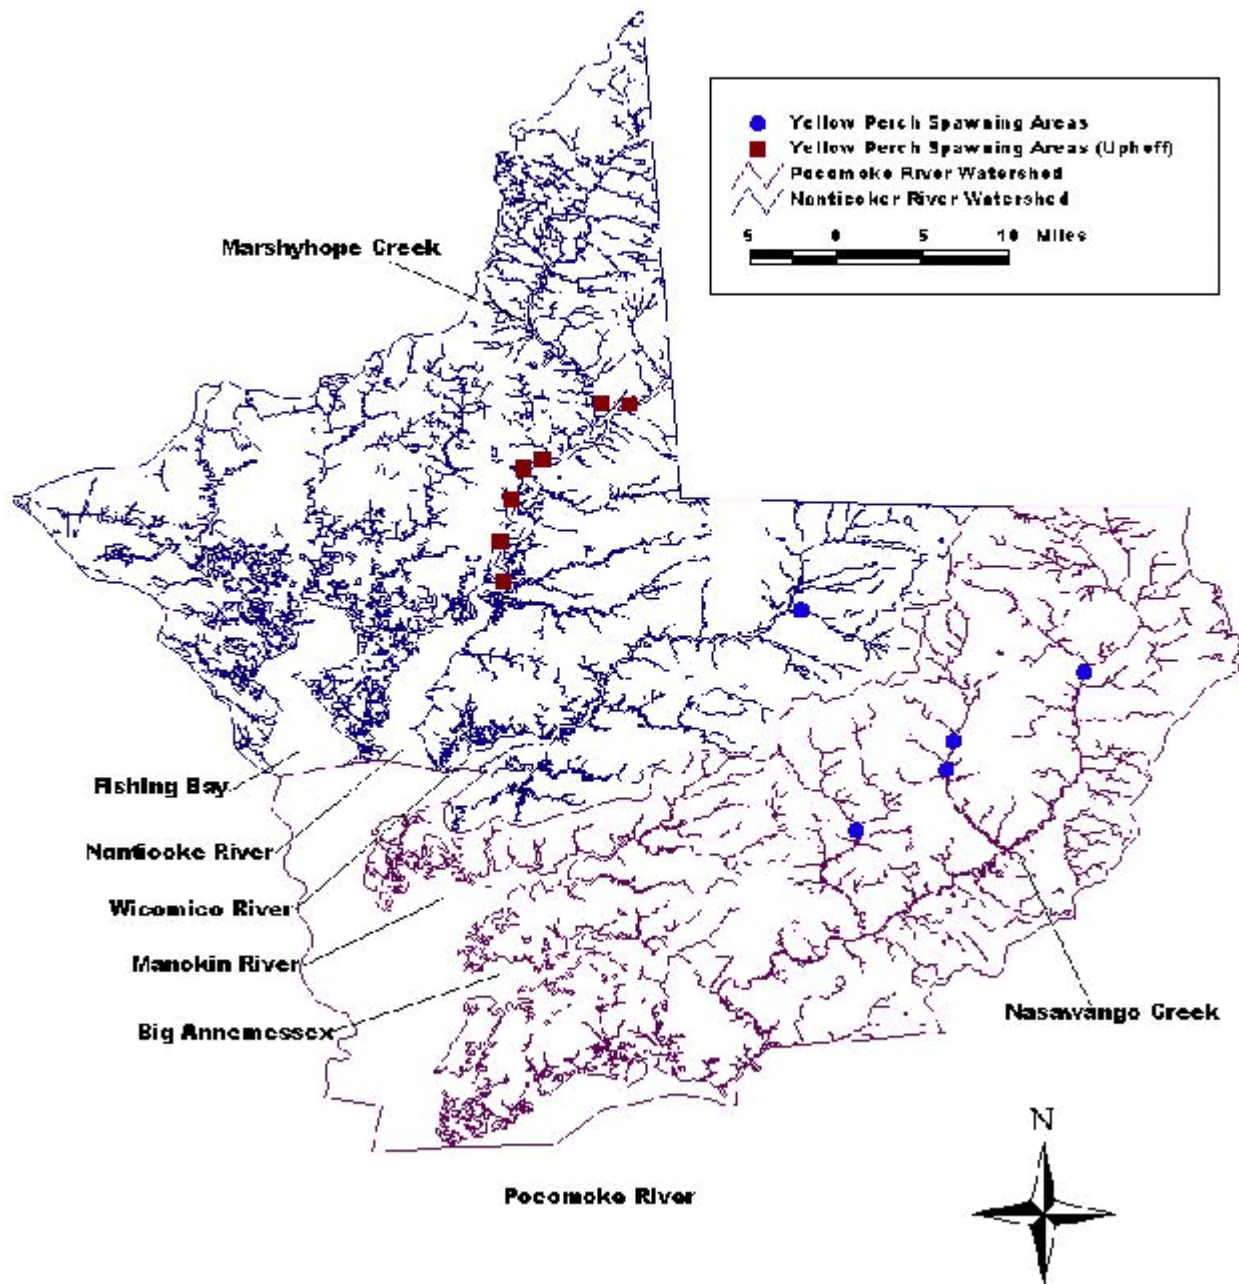 Yellow Perch Spawning Areas
Yellow Perch Spawning Areas (Uphoff)
Pocomoke River Watershed
Nanticoker River Watershed
5 0 5 10 Miles
Marshyhope Creek
Fishing Bay
Nanticoke River
Wicomico River
Manokin River
Big Annemessex
Nasawango Creek
Pocomoke River
N